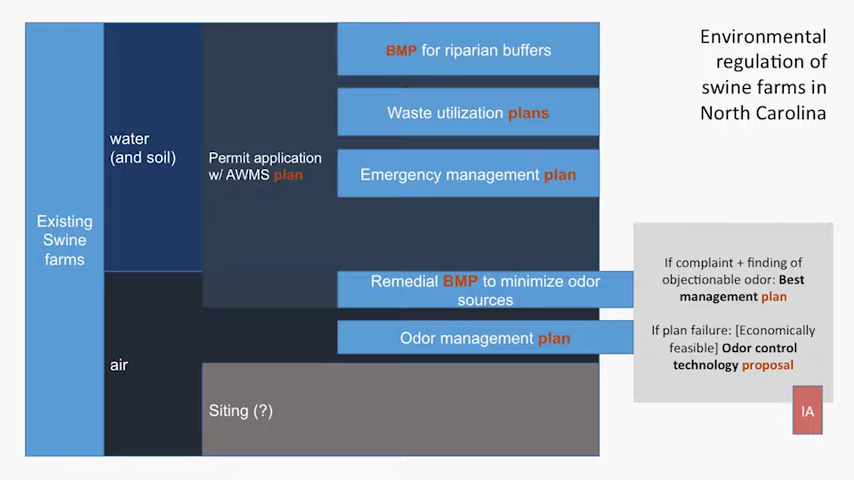 Environmental
regulation of
swine farms in
North Carolina
Existing
Swine
farms
water
(and soil)
Permit application
w/ AWMS plan
BMP for riparian buffers
Waste utilization plans
Emergency management plan
Remedial BMP to minimize odor
sources
Odor management plan
air
Siting (?)
If complaint + finding of
objectionable odor: Best
management plan
If plan failure: [Economically
feasible] Odor control
technology proposal
IA